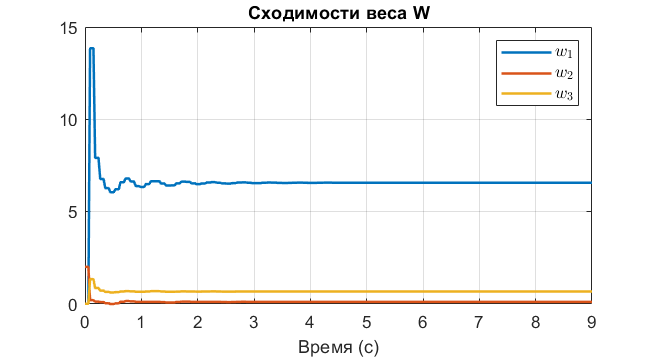 Сходимости веса W
15
10
5
0
w₁
w₂
w₃
0 1 2 3 4 5 6 7 8 9
Время (с)